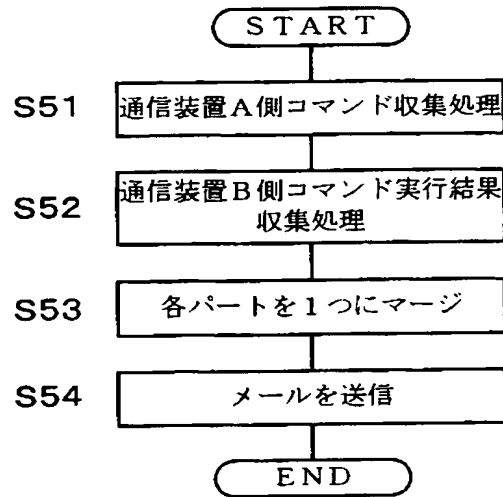 START
S51
通信装置A側コマンド収集処理
S52
通信装置B側コマンド実行結果
収集処理
S53
各パートを1つにマージ
S54
メールを送信
END